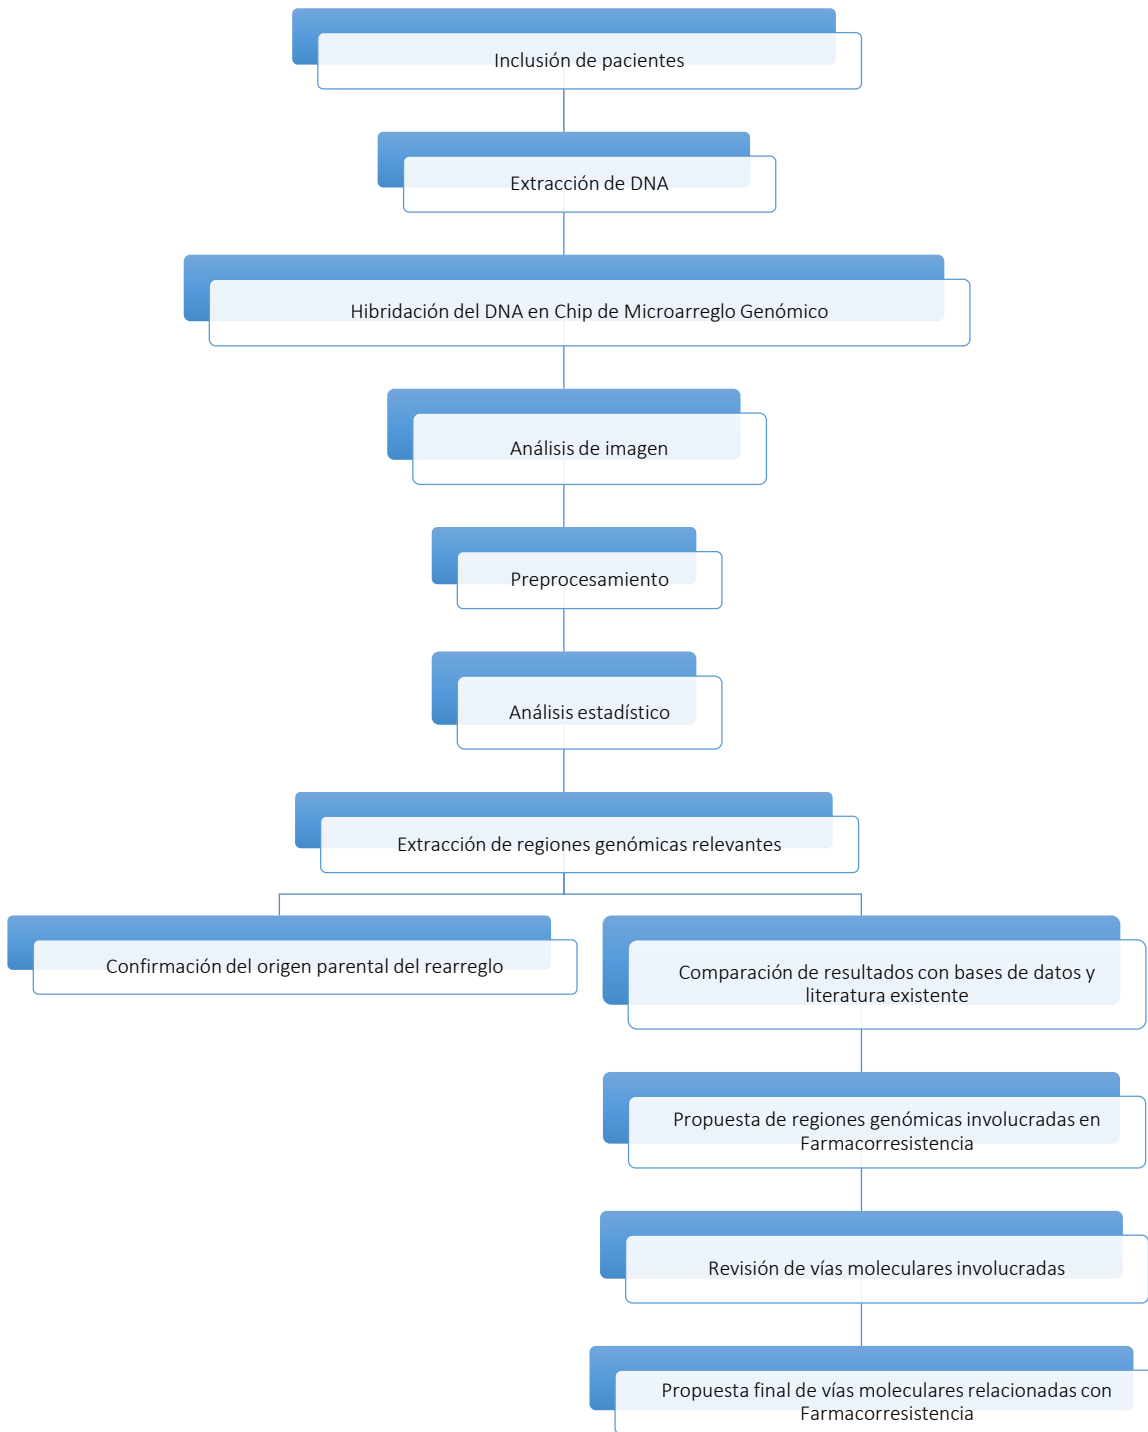 Inclusión de pacientes
Extracción de DNA
Hibridación del DNA en Chip de Microarreglo Genómico
Análisis de imagen
Preprocesamiento
Análisis estadístico
Extracción de regiones genómicas relevantes
Confirmación del origen parental del rearreglo
Comparación de resultados con bases de datos y
literatura existente
Propuesta de regiones genómicas involucradas en
Farmacorresistencia
Revisión de vías moleculares involucradas
Propuesta final de vías moleculares relacionadas con
Farmacorresistencia